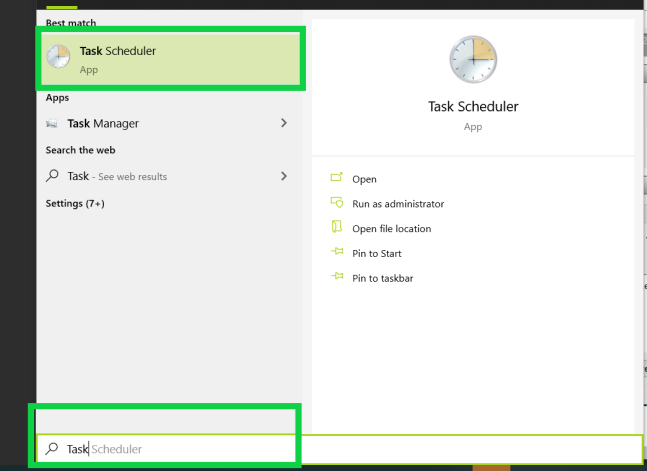 Best match
Task Scheduler
App
Apps
Task Manager
Search the web
Task - See web results
Settings (7+)
Task Scheduler
App
Open
Run as administrator
Open file location
Pin to Start
Pin to taskbar
Task Scheduler